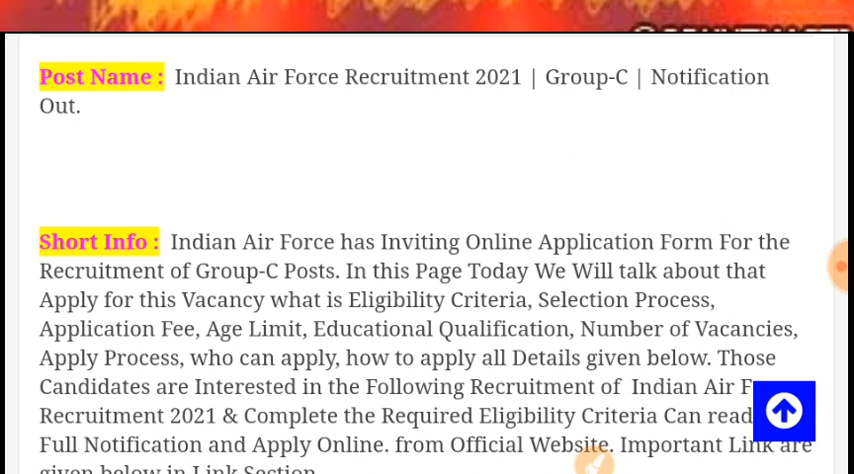 Post Name : Indian Air Force Recruitment 2021 | Group-C | Notification
Out.
Short Info : Indian Air Force has Inviting Online Application Form For the
Recruitment of Group-C Posts. In this Page Today We Will talk about that
Apply for this Vacancy what is Eligibility Criteria, Selection Process,
Application Fee, Age Limit, Educational Qualification, Number of Vacancies,
Apply Process, who can apply, how to apply all Details given below. Those
Candidates are Interested in the Following Recruitment of Indian Air
Recruitment 2021 & Complete the Required Eligibility Criteria Can read
Full Notification and Apply Online. from Official Website. Important Link are
given below in Link Section